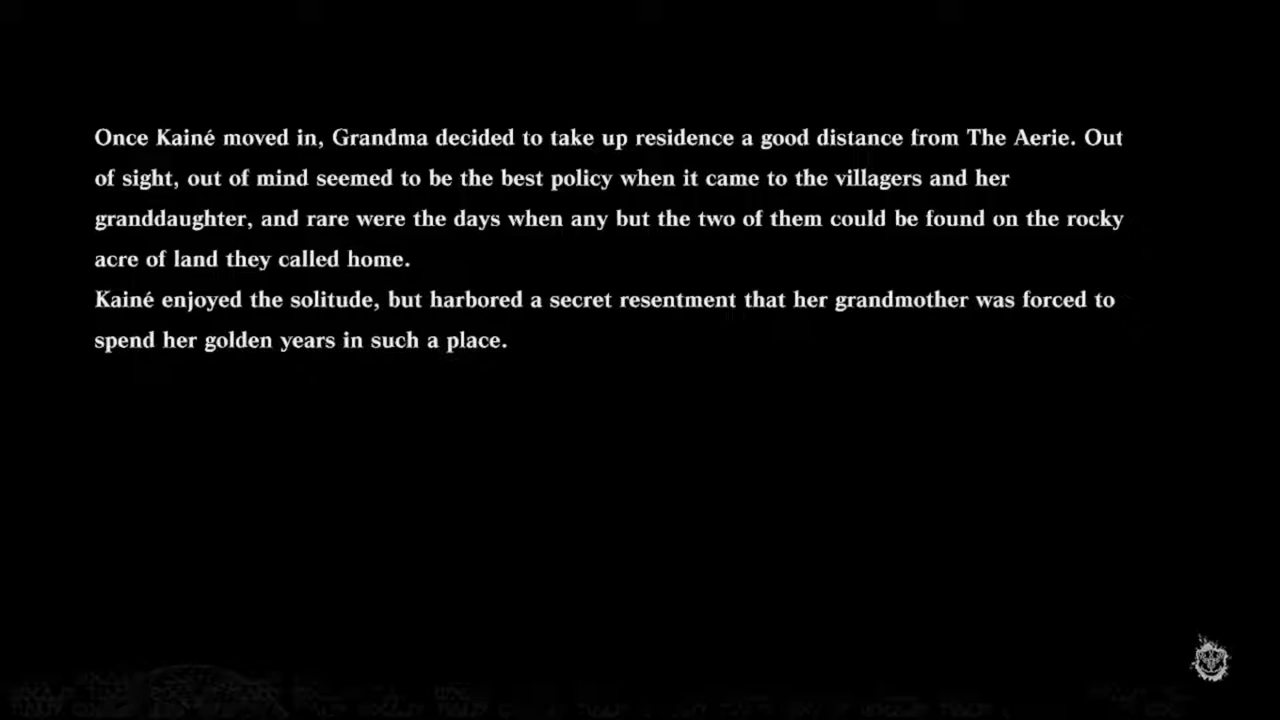 Once Kainé moved in, Grandma decided to take up residence a good distance from The Aerie. Out
of sight, out of mind seemed to be the best policy when it came to the villagers and her
granddaughter, and rare were the days when any but the two of them could be found on the rocky
acre of land they called home.
Kainé enjoyed the solitude, but harbored a secret resentment that her grandmother was forced to
spend her golden years in such a place.